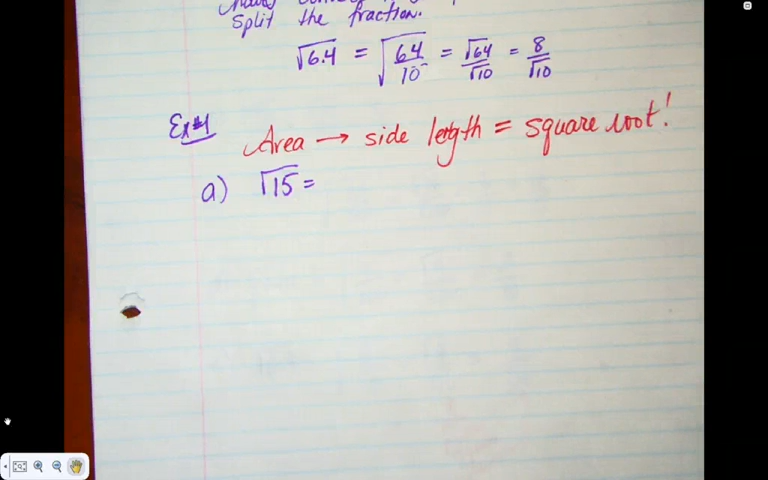 Split the fraction.
√6.4 = √64/10 = √64/√10 = 8/√10
Ex#1
Area → side length = square root!
a) √15 =